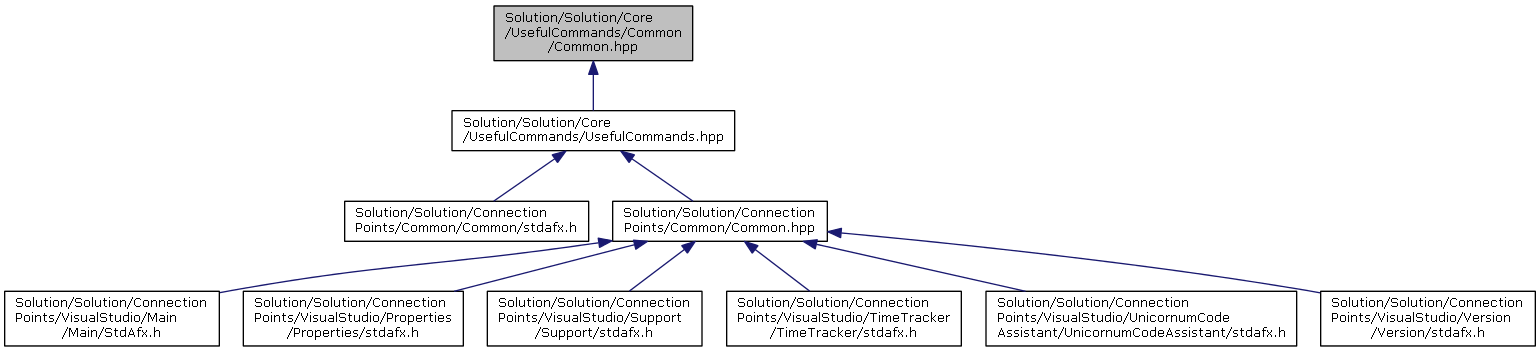 Solution/Solution/Core
/UsefulCommands/Common
/Common.hpp
Solution/Solution/Core
/UsefulCommands/UsefulCommands.hpp
Solution/Solution/Connection
Points/Common/Common/stdafx.h
Solution/Solution/Connection
Points/Common/Common.hpp
Solution/Solution/Connection
Points/VisualStudio/Main
/Main/StdAfx.h
Solution/Solution/Connection
Points/VisualStudio/Properties
/Properties/stdafx.h
Solution/Solution/Connection
Points/VisualStudio/Support
/Support/stdafx.h
Solution/Solution/Connection
Points/VisualStudio/TimeTracker
/TimeTracker/stdafx.h
Solution/Solution/Connection
Points/VisualStudio/UnicornumCode
Assistant/UnicornumCodeAssistant/stdafx.h
Solution/Solution/Connection
Points/VisualStudio/Version
/Version/stdafx.h